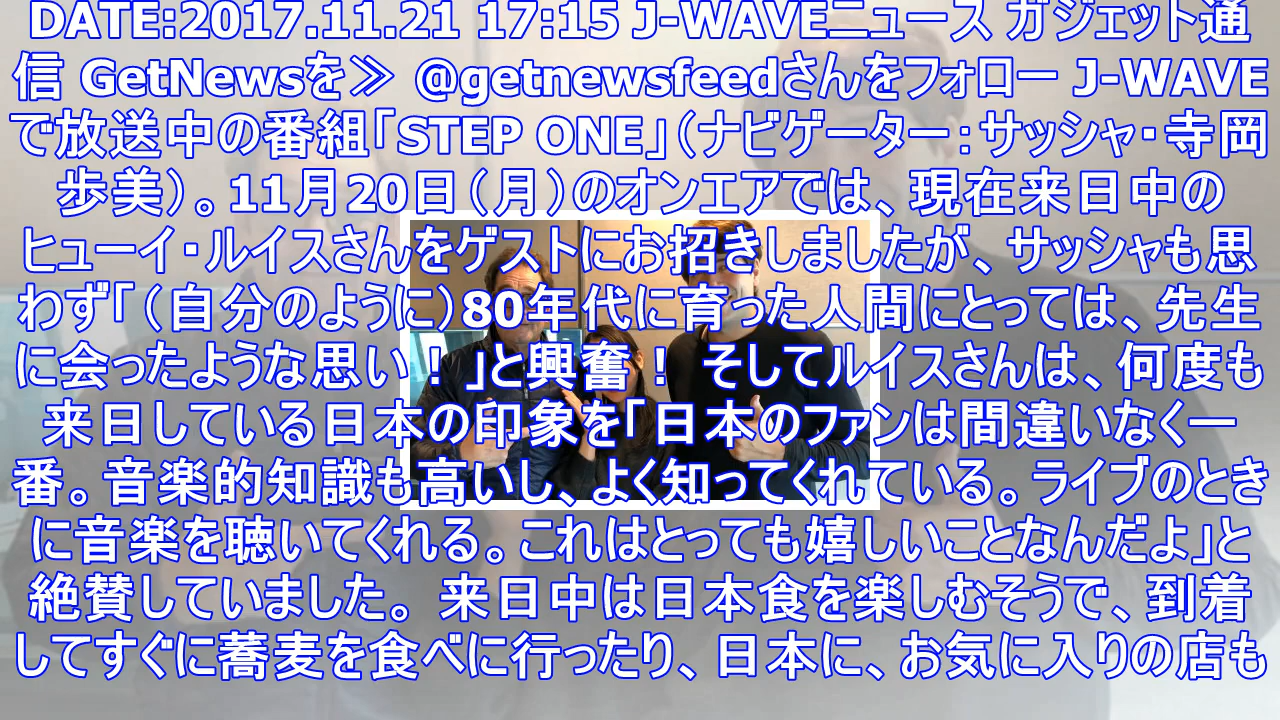 DATE:2017.11.21 17:15 J-WAVEニュース ガジェット通
信 GetNewsを≫ @getnewsfeedさんをフォロー J-WAVE
で放送中の番組「STEP ONE」（ナビゲーター：サッシャ・寺岡
歩美）。11月20日（月）のオンエアでは、現在来日中の
ヒューイ・ルイスさんをゲストにお招きしましたが、サッシャも思
わず「（自分のように）80年代に育った人間にとっては、先生
に会ったような思い！」と興奮！ そしてルイスさんは、何度も
来日している日本の印象を「日本のファンは間違いなく一
番。音楽的知識も高いし、よく知ってくれている。ライブのとき
に音楽を聴いてくれる。これはとっても嬉しいことなんだよ」と
絶賛していました。 来日中は日本食を楽しむそうで、到着
してすぐに蕎麦を食べに行ったり、日本に、お気に入りの店も